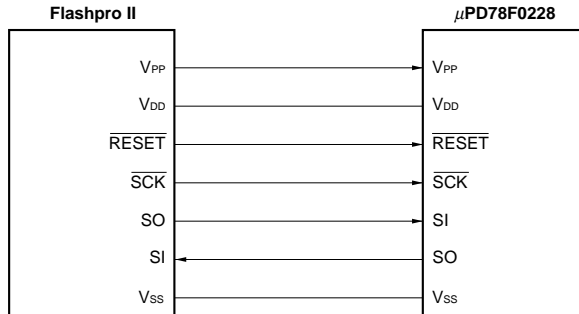 Flashpro II μPD78F0228
VPP VPP
VDD VDD
RESET RESET
SCK SCK
SO SI
SI SO
VSS VSS